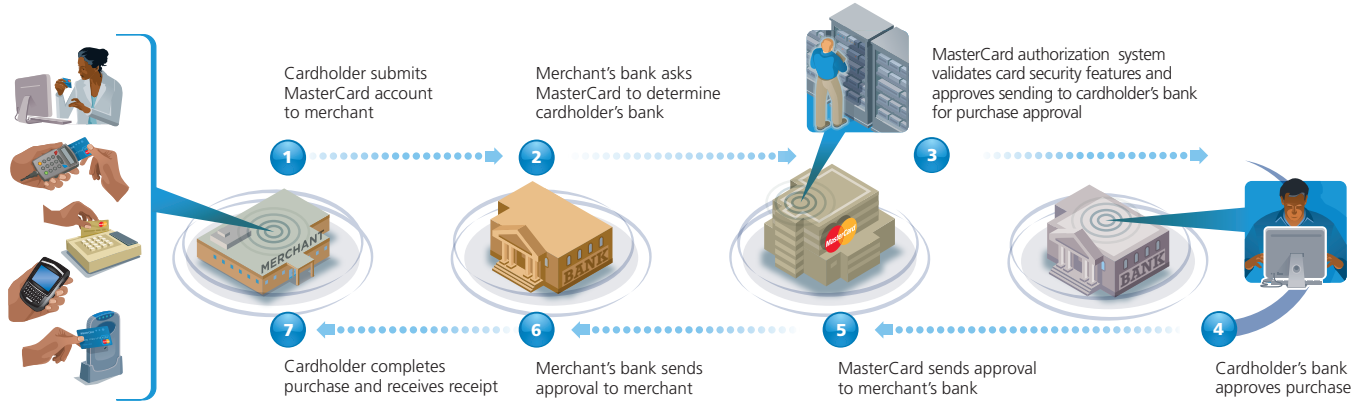 Cardholder submits
MasterCard account
to merchant
1
Merchant's bank asks
MasterCard to determine
cardholder's bank
2
MasterCard authorization system
validates card security features and
approves sending to cardholder's bank
for purchase approval
3
MERCHANT
BANK
MasterCard
BANK
4
Cardholder's bank
approves purchase
5
MasterCard sends approval
to merchant's bank
6
Merchant's bank sends
approval to merchant
7
Cardholder completes
purchase and receives receipt